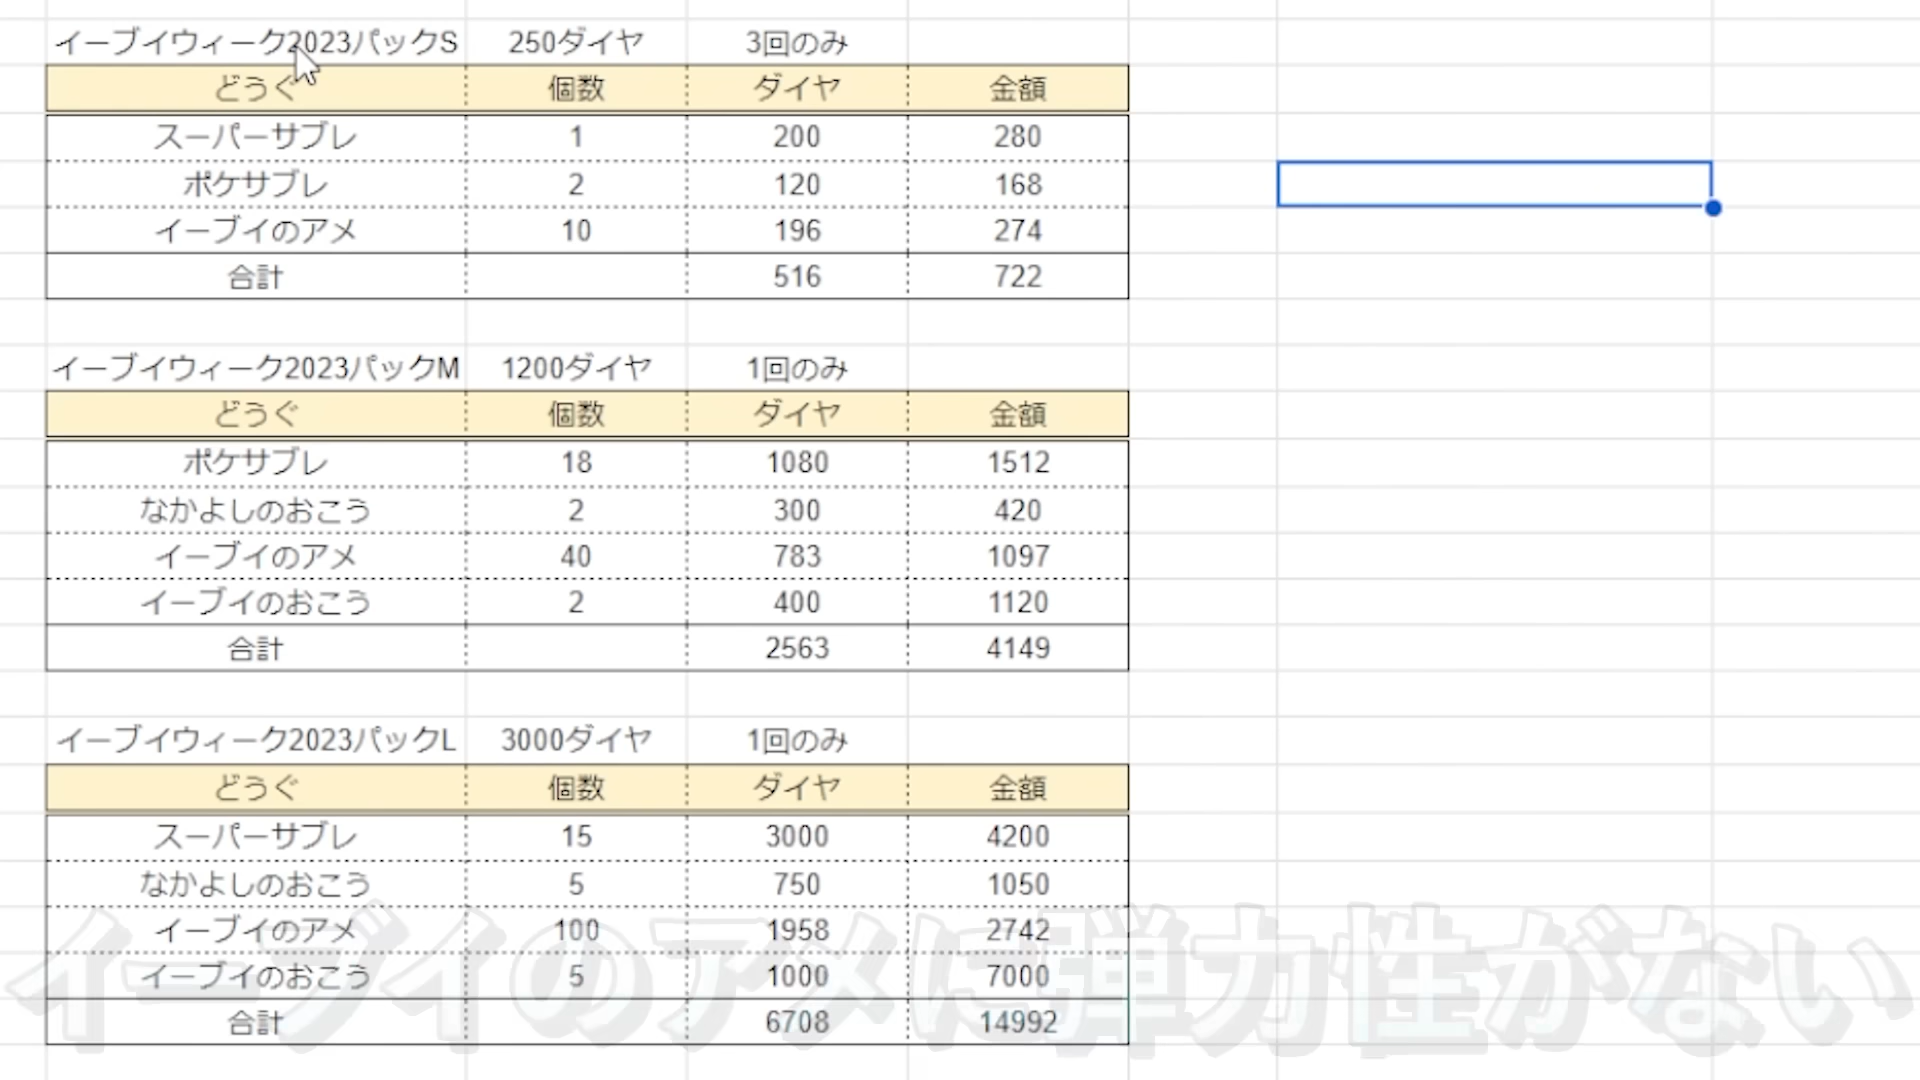 イーブイウィーク2023パックS 250ダイヤ 3回のみ
どうぐ 個数 ダイヤ 金額
スーパーサブレ 1 200 280
ポケサブレ 2 120 168
イーブイのアメ 10 196 274
合計 516 722
イーブイウィーク2023パックM 1200ダイヤ 1回のみ
どうぐ 個数 ダイヤ 金額
ポケサブレ 18 1080 1512
なかよしのおこう 2 300 420
イーブイのアメ 40 783 1097
イーブイのおこう 2 400 1120
合計 2563 4149
イーブイウィーク2023パックL 3000ダイヤ 1回のみ
どうぐ 個数 ダイヤ 金額
スーパーサブレ 15 3000 4200
なかよしのおこう 5 750 1050
イーブイのアメ 100 1958 2742
イーブイのおこう 5 1000 7000
合計 6708 14992
イーブイのアメに弾力性がない